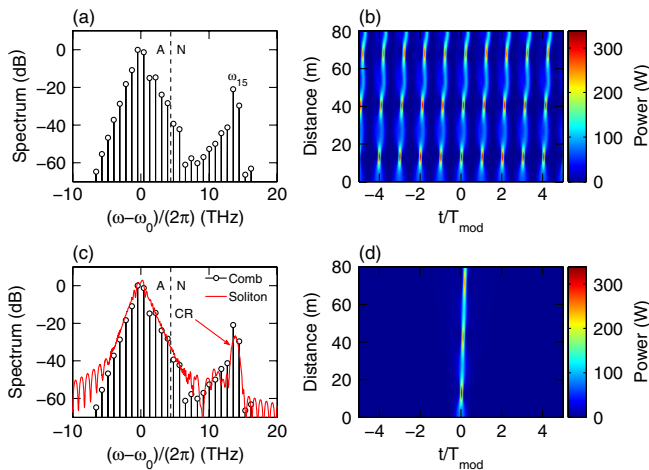 (a)
A N
ω15
Spectrum (dB)
0
−20
−40
−60
−10 0 10 20
(ω−ω0)/(2π) (THz)
(b)
Distance (m)
80
60
40
20
0
−4 −2 0 2 4
t/Tmod
300
200
100
0
Power (W)
(c)
A N
Comb
Soliton
CR
Spectrum (dB)
0
−20
−40
−60
−10 0 10 20
(ω−ω0)/(2π) (THz)
(d)
Distance (m)
80
60
40
20
0
−4 −2 0 2 4
t/Tmod
300
200
100
0
Power (W)